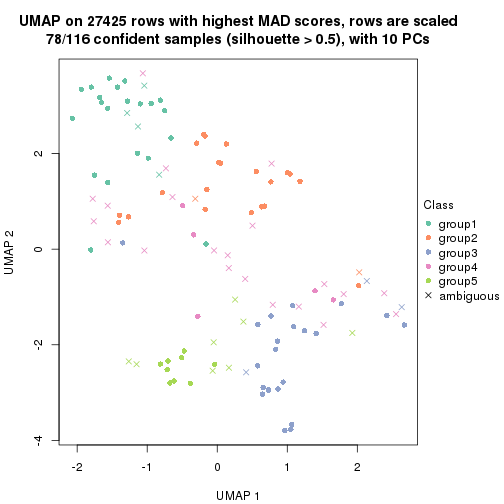 UMAP on 27425 rows with highest MAD scores, rows are scaled
78/116 confident samples (silhouette > 0.5), with 10 PCs
UMAP 2
2
0
-2
-4
-2
-1
0
1
2
UMAP 1
Class
group1
group2
group3
group4
group5
ambiguous